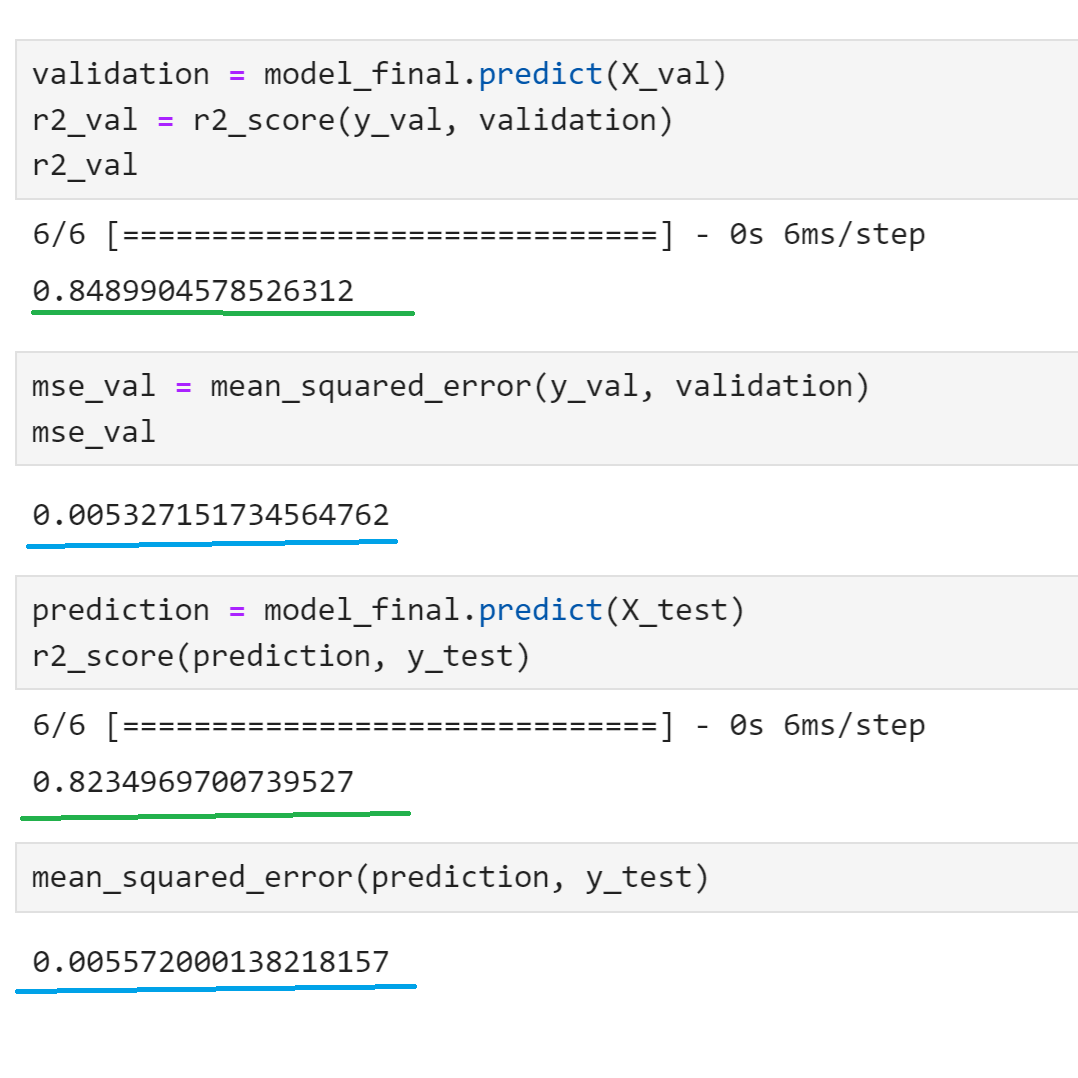 validation = model_final.predict(X_val)
r2_val = r2_score(y_val, validation)
r2_val
6/6 [==============================] - 0s 6ms/step
0.8489904578526312
mse_val = mean_squared_error(y_val, validation)
mse_val
0.005327151734564762
prediction = model_final.predict(X_test)
r2_score(prediction, y_test)
6/6 [==============================] - 0s 6ms/step
0.8234969700739527
mean_squared_error(prediction, y_test)
0.005572000138218157